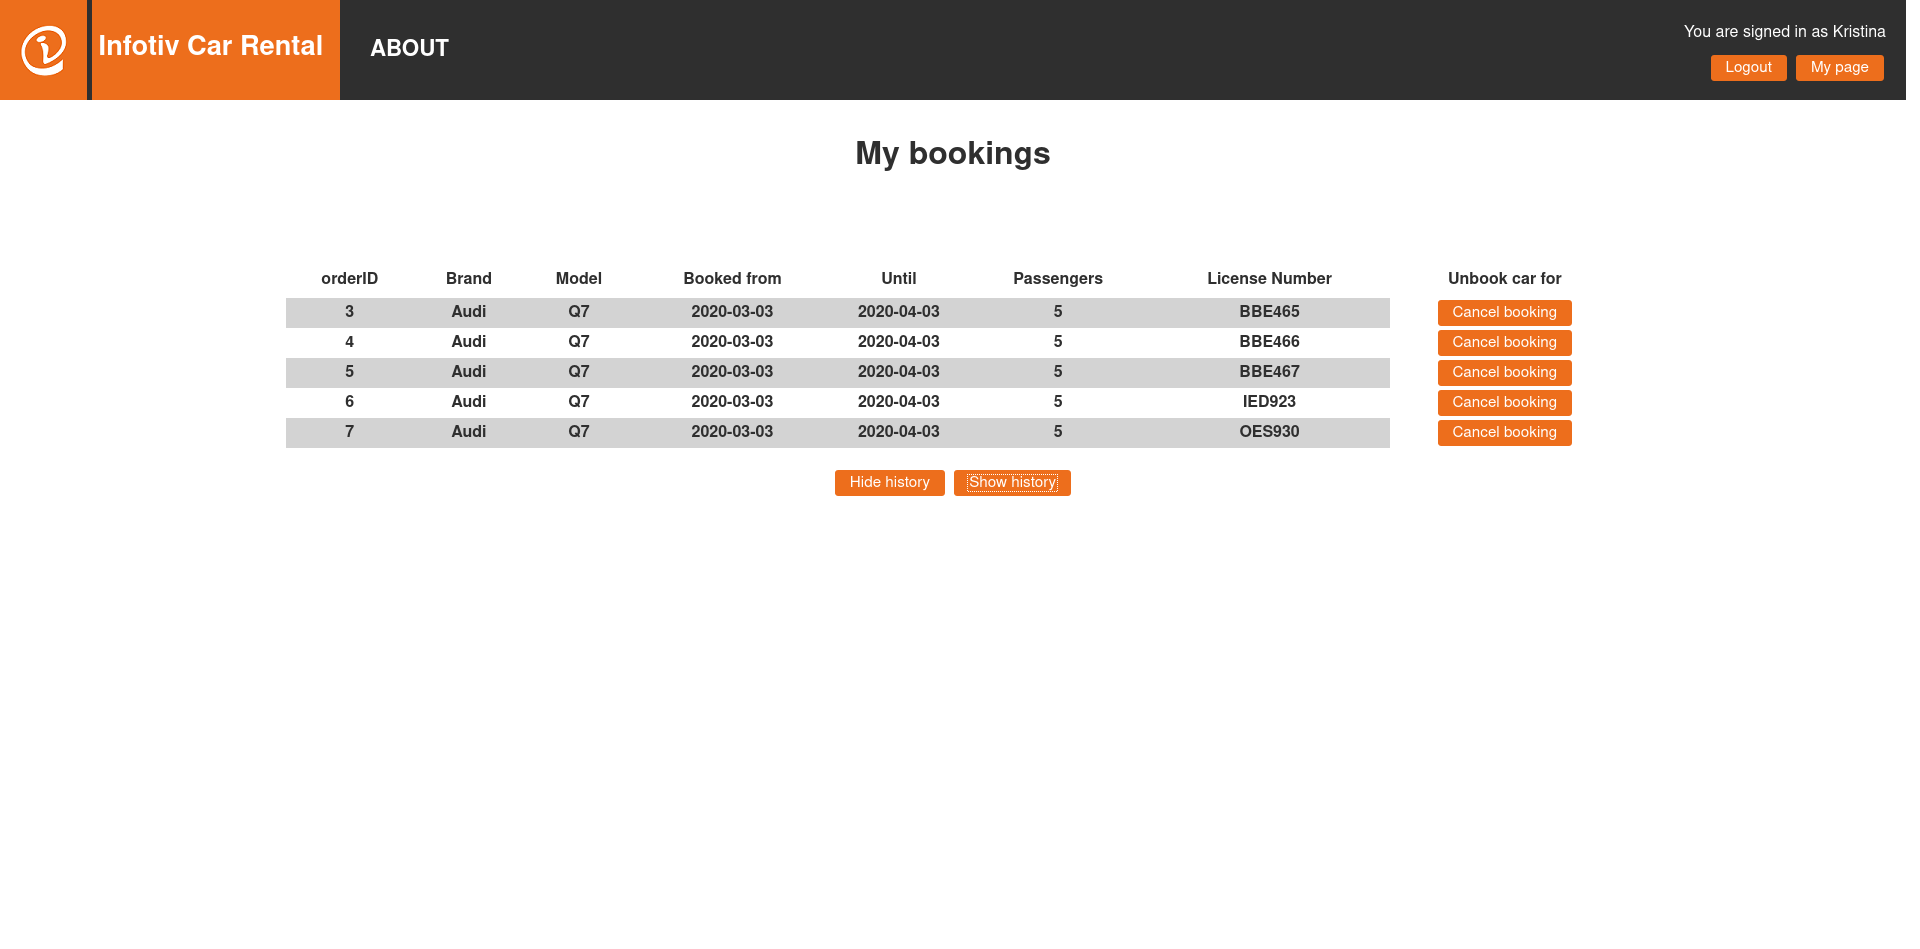 Infotiv Car Rental
ABOUT
You are signed in as Kristina
Logout My page
My bookings
orderID Brand Model Booked from Until Passengers License Number Unbook car for
3 Audi Q7 2020-03-03 2020-04-03 5 BBE465 Cancel booking
4 Audi Q7 2020-03-03 2020-04-03 5 BBE466 Cancel booking
5 Audi Q7 2020-03-03 2020-04-03 5 BBE467 Cancel booking
6 Audi Q7 2020-03-03 2020-04-03 5 IED923 Cancel booking
7 Audi Q7 2020-03-03 2020-04-03 5 OES930 Cancel booking
Hide history Show history